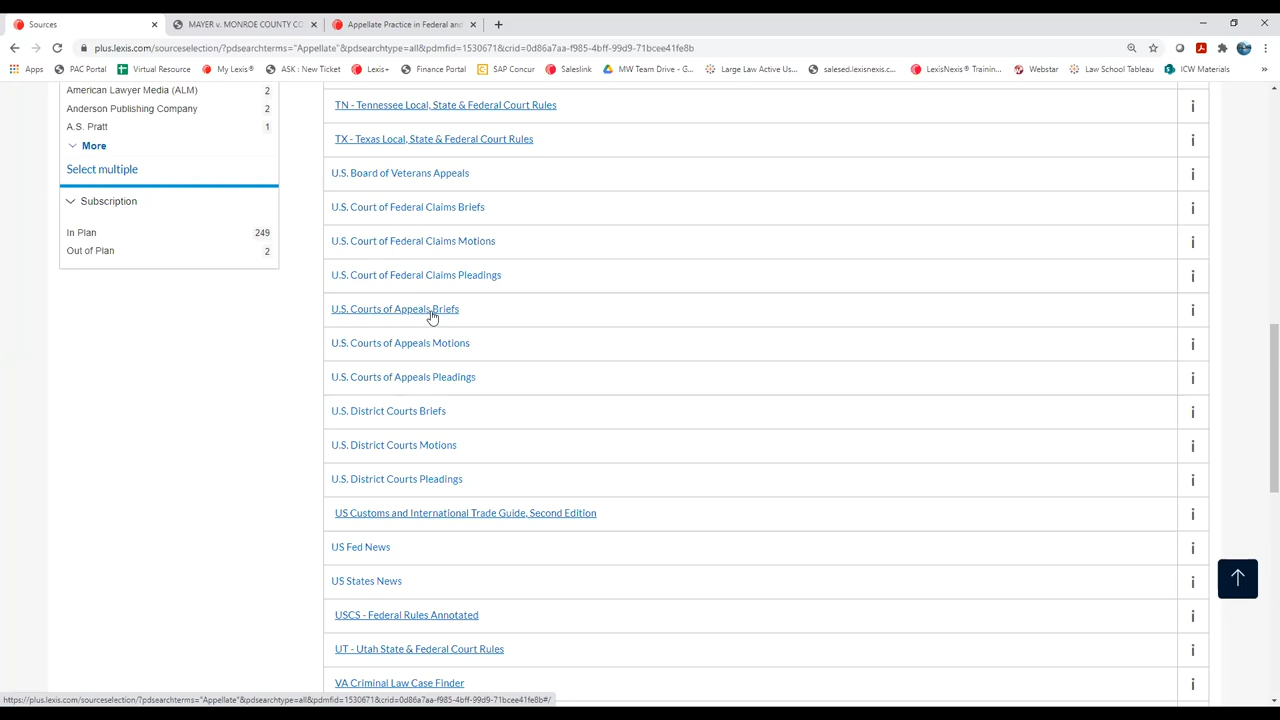 Sources
MAYER v. MONROE COUNTY CO
Appellate Practice in Federal and
plus.lexis.com/sourceselection/?pdsearchterms="Appellate"&pdsearchtype=all&pdmfid=1530671&crid=0d86a7aa-f985-4bff-99d9-71bcee41fe8b
Apps
PAC Portal
Virtual Resource
My Lexis®
ASK : New Ticket
Lexis+
Finance Portal
SAP Concur
Saleslink
MW Team Drive - G...
Large Law Active Us...
salesed.lexisnexis.c...
LexisNexis® Trainin...
Webstar
Law School Tableau
ICW Materials
»
American Lawyer Media (ALM) 2
Anderson Publishing Company 2
A.S. Pratt 1
More
Select multiple
Subscription
In Plan 249
Out of Plan 2
TN - Tennessee Local, State & Federal Court Rules i
TX - Texas Local, State & Federal Court Rules i
U.S. Board of Veterans Appeals i
U.S. Court of Federal Claims Briefs i
U.S. Court of Federal Claims Motions i
U.S. Court of Federal Claims Pleadings i
U.S. Courts of Appeals Briefs i
U.S. Courts of Appeals Motions i
U.S. Courts of Appeals Pleadings i
U.S. District Courts Briefs i
U.S. District Courts Motions i
U.S. District Courts Pleadings i
US Customs and International Trade Guide, Second Edition i
US Fed News i
US States News i
USCS - Federal Rules Annotated i
UT - Utah State & Federal Court Rules i
VA Criminal Law Case Finder i
https://plus.lexis.com/sourceselection/?pdsearchterms="Appellate"&pdsearchtype=all&pdmfid=1530671&crid=0d86a7aa-f985-4bff-99d9-71bcee41fe8b#/